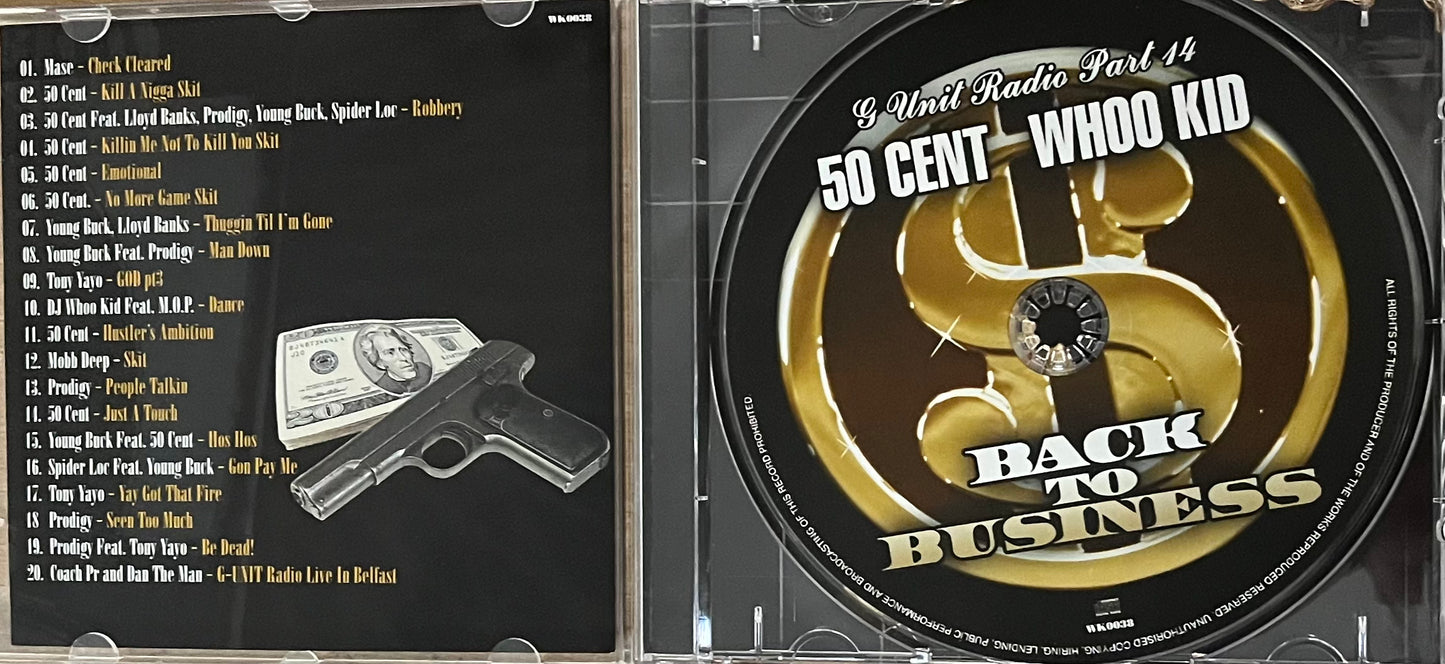 WK0038
01. Mase - Check Cleared
02. 50 Cent - Kill A Nigga Skit
03. 50 Cent Feat. Lloyd Banks, Prodigy, Young Buck, Spider Loc - Robbery
04. 50 Cent - Killin Me Not To Kill You Skit
05. 50 Cent - Emotional
06. 50 Cent. - No More Game Skit
07. Young Buck, Lloyd Banks - Thuggin Til I'm Gone
08. Young Buck Feat. Prodigy - Man Down
09. Tony Yayo - GOD pt3
10. DJ Whoo Kid Feat. M.O.P. - Dance
11. 50 Cent - Hustler's Ambition
12. Mobb Deep - Skit
13. Prodigy - People Talkin
14. 50 Cent - Just A Touch
15. Young Buck Feat. 50 Cent - Hos Hos
16. Spider Loc Feat. Young Buck - Gon Pay Me
17. Tony Yayo - Yay Got That Fire
18 Prodigy - Seen Too Much
19. Prodigy Feat. Tony Yayo - Be Dead!
20. Coach Pr and Dan The Man - G-UNIT Radio Live In Belfast
G Unit Radio Part 14
50 CENT WHOO KID
BACK
TO
BUSINESS
WK0038
ALL RIGHTS OF THE PRODUCER AND OF THE WORKS REPRODUCED RESERVED. UNAUTHORISED COPYING, HIRING, LENDING, PUBLIC PERFORMANCE AND BROADCASTING OF THIS RECORD PROHIBITED